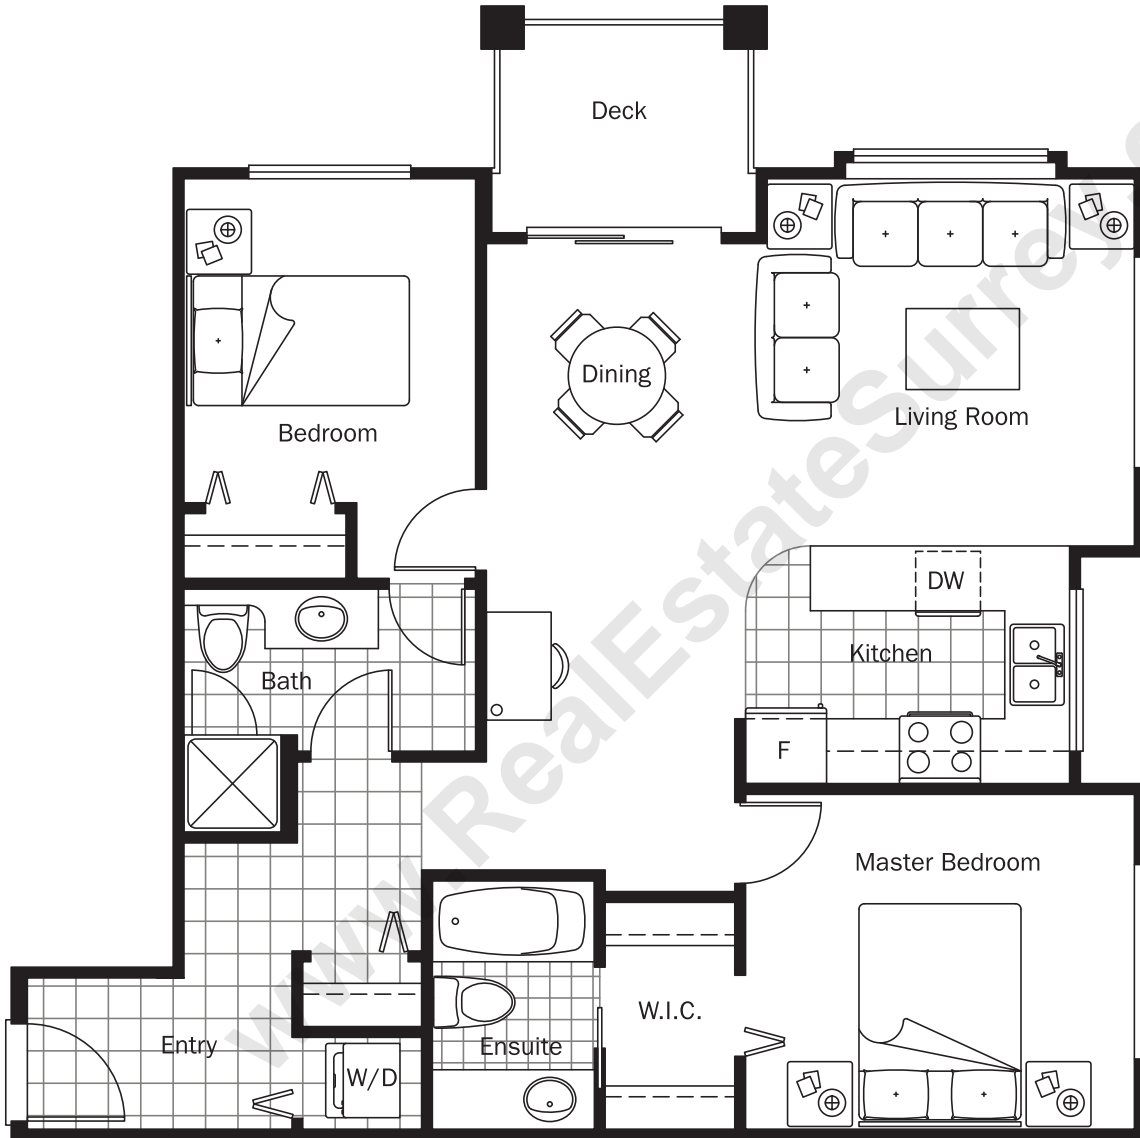 Deck
Dining
Living Room
Bedroom
DW
Kitchen
Bath
F
Master Bedroom
W.I.C.
Entry
Ensuite
W/D
www.RealEstateSurrey.